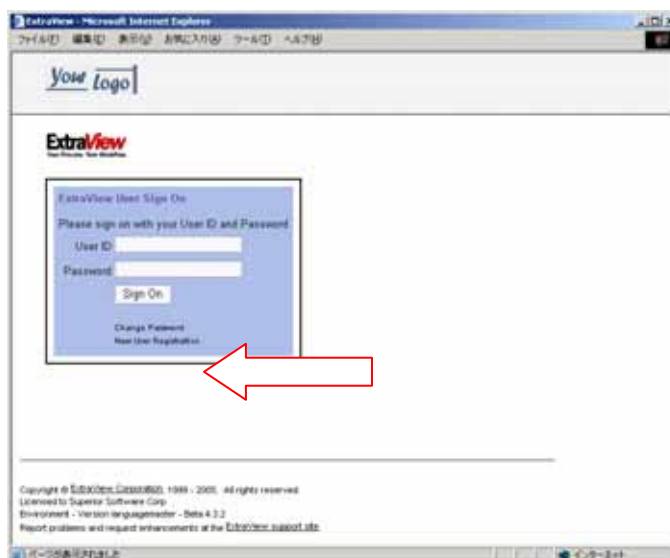 ExtraView - Microsoft Internet Explorer
ファイル(F) 編集(E) 表示(V) お気に入り(A) ツール(T) ヘルプ(H)
Your Logo
ExtraView
Your Process. Your Workflow.
ExtraView User Sign On
Please sign on with your User ID and Password
User ID
Password
Sign On
Change Password
New User Registration
Copyright © ExtraView Corporation, 1999 - 2005, All rights reserved
Licensed to Superior Software Corp
Environment - Version languagemaster - Beta 4.3.2
Report problems and request enhancements at the ExtraView support site
ページが表示されました インターネット